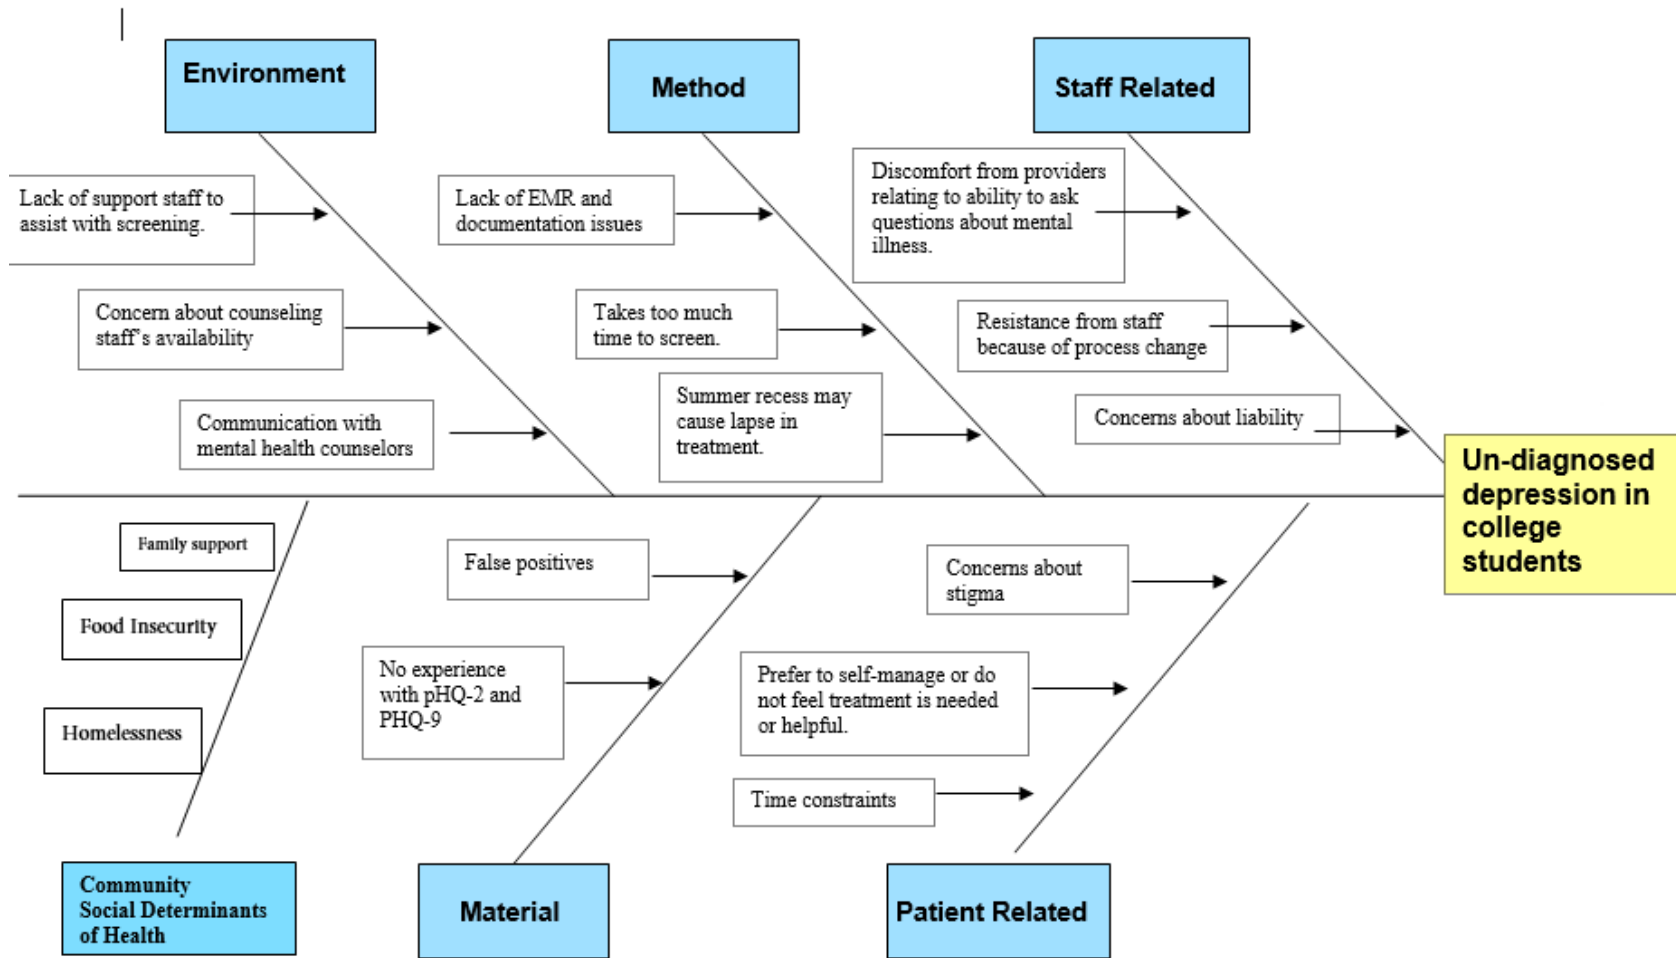 Environment
Method
Staff Related
Lack of support staff to
assist with screening.
Concern about counseling
staff's availability
Communication with
mental health counselors
Lack of EMR and
documentation issues
Takes too much
time to screen.
Summer recess may
cause lapse in
treatment.
Discomfort from providers
relating to ability to ask
questions about mental
illness.
Resistance from staff
because of process change
Concerns about liability
Un-diagnosed
depression in
college
students
Family support
Food Insecurity
Homelessness
False positives
No experience
with pHQ-2 and
PHQ-9
Concerns about
stigma
Prefer to self-manage or do
not feel treatment is needed
or helpful.
Time constraints
Community
Social Determinants
of Health
Material
Patient Related